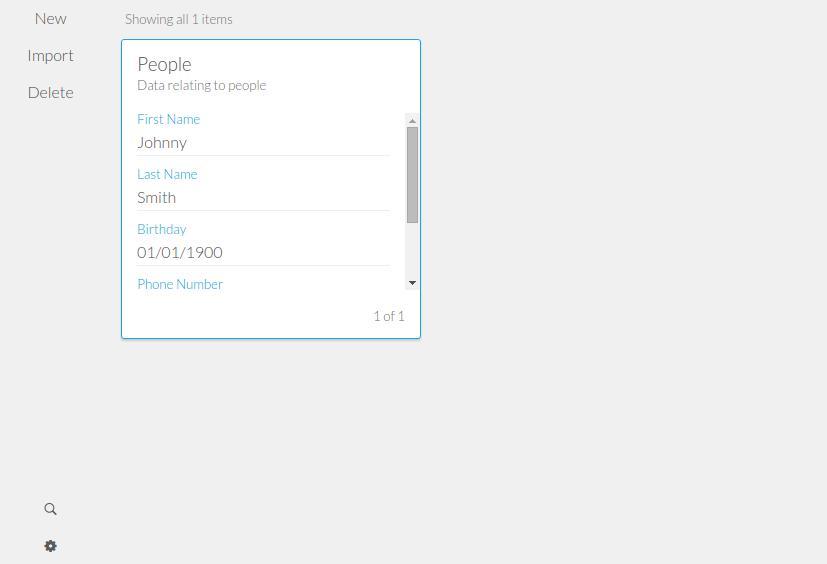 New
Import
Delete
Showing all 1 items
People
Data relating to people
First Name
Johnny
Last Name
Smith
Birthday
01/01/1900
Phone Number
1 of 1